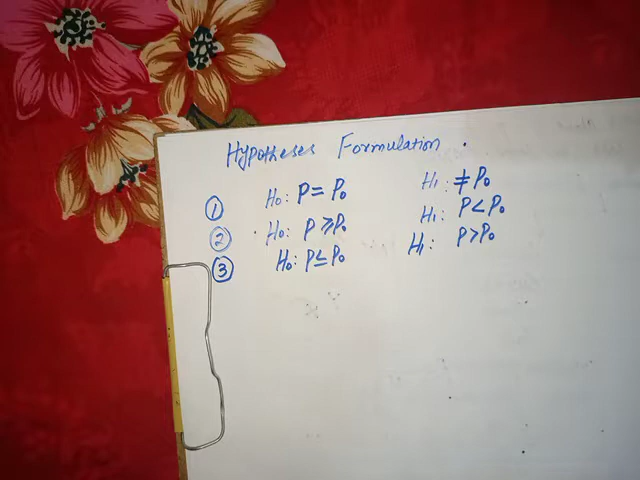 Hypotheses Formulation.
① H₀: P = P₀ H₁: ≠ P₀
② H₀: P ≥ P₀ H₁: P < P₀
③ H₀: P ≤ P₀ H₁: P > P₀